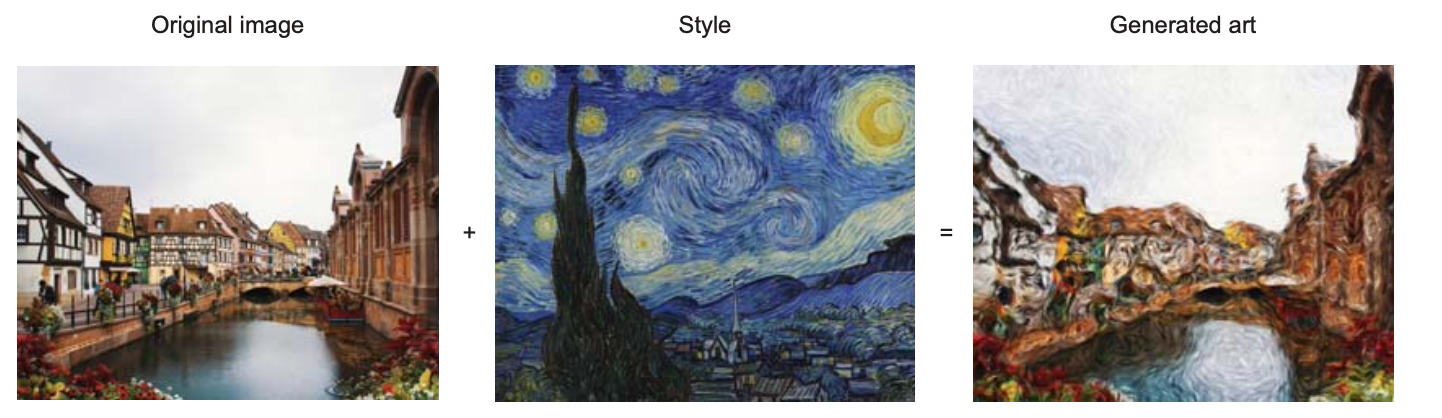 Original image
Style
Generated art
+
=